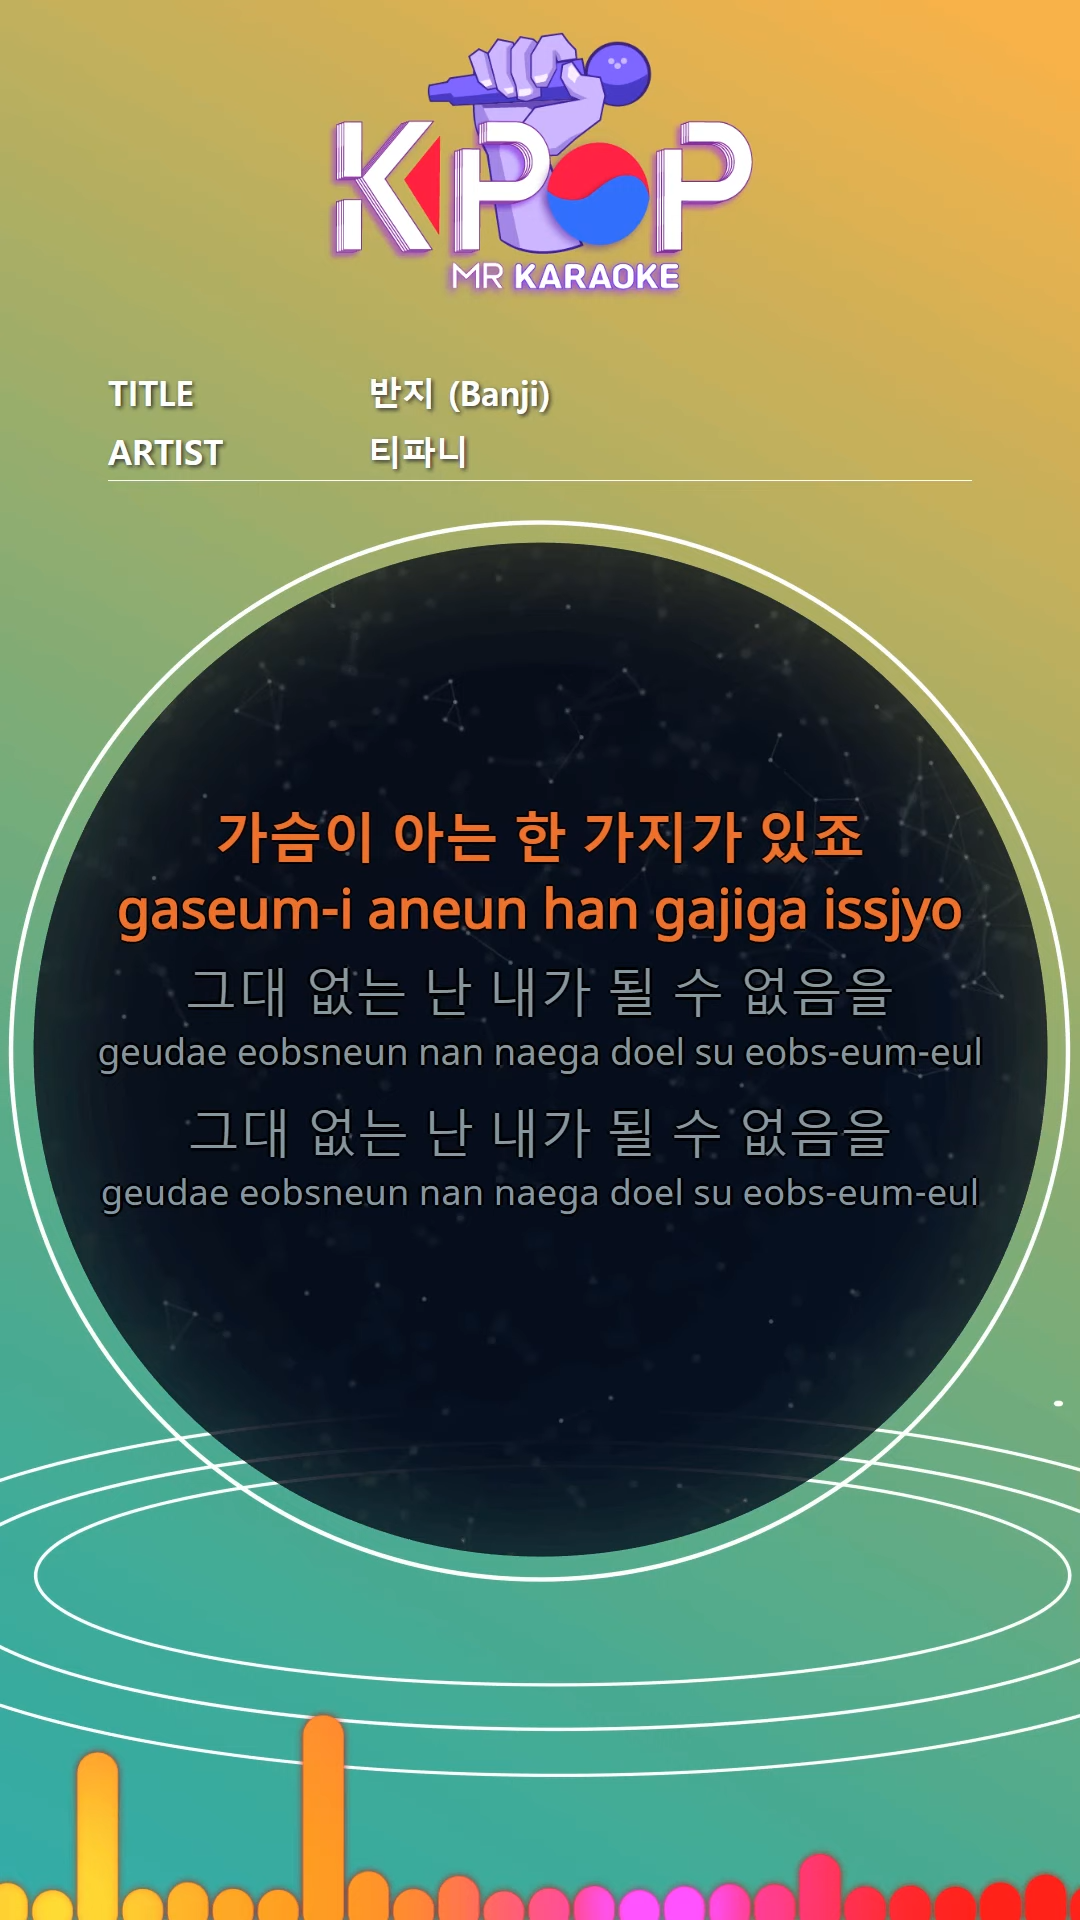 KPOP
MR KARAOKE
TITLE 반지 (Banji)
ARTIST 티파니
가슴이 아는 한 가지가 있죠
gaseum-i aneun han gajiga issjyo
그대 없는 난 내가 될 수 없음을
geudae eobsneun nan naega doel su eobs-eum-eul
그대 없는 난 내가 될 수 없음을
geudae eobsneun nan naega doel su eobs-eum-eul